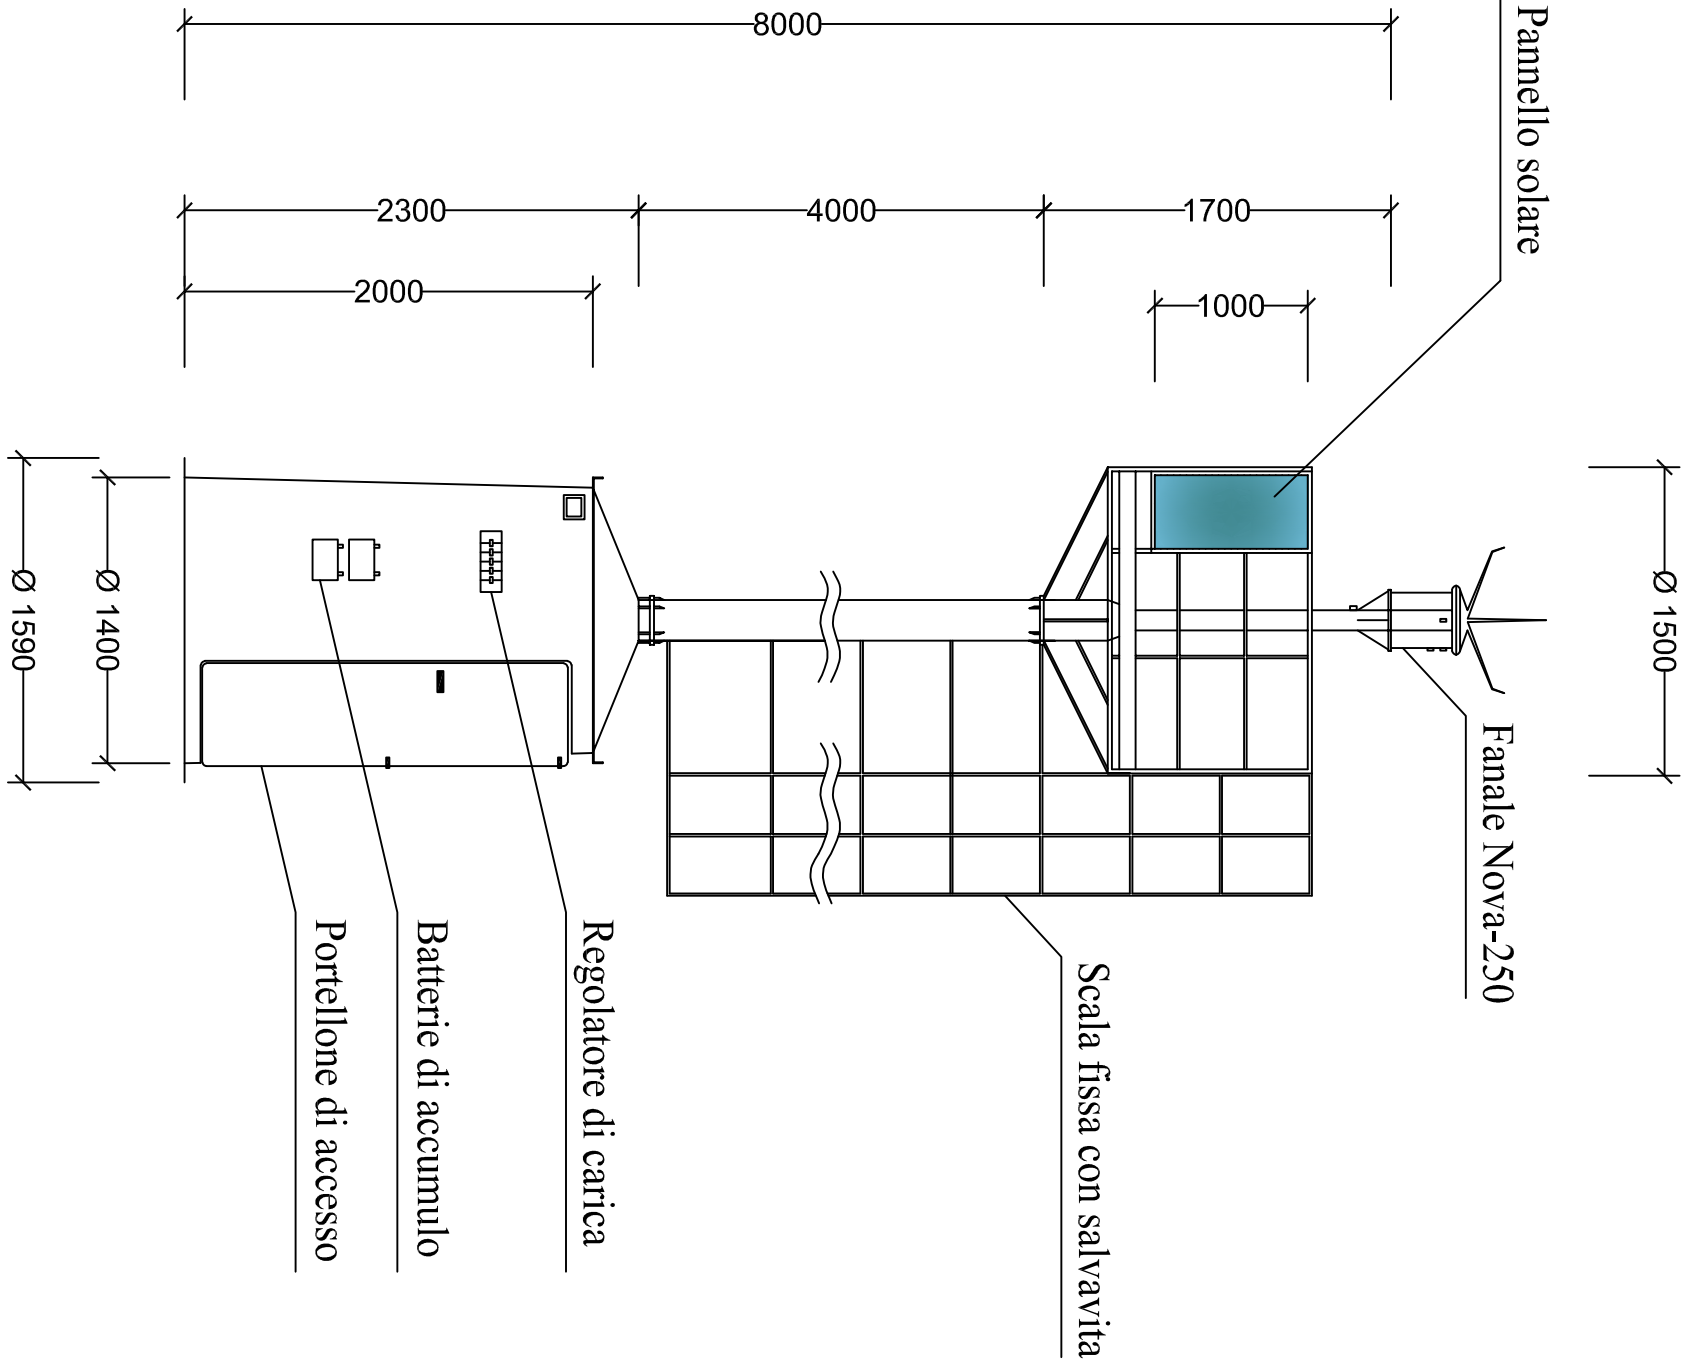 8000
2300
4000
1700
2000
1000
Pannello solare
Ø 1500
Ø 1400
Ø 1590
Fanale Nova-250
Scala fissa con salvavita
Regolatore di carica
Batterie di accumulo
Portellone di accesso